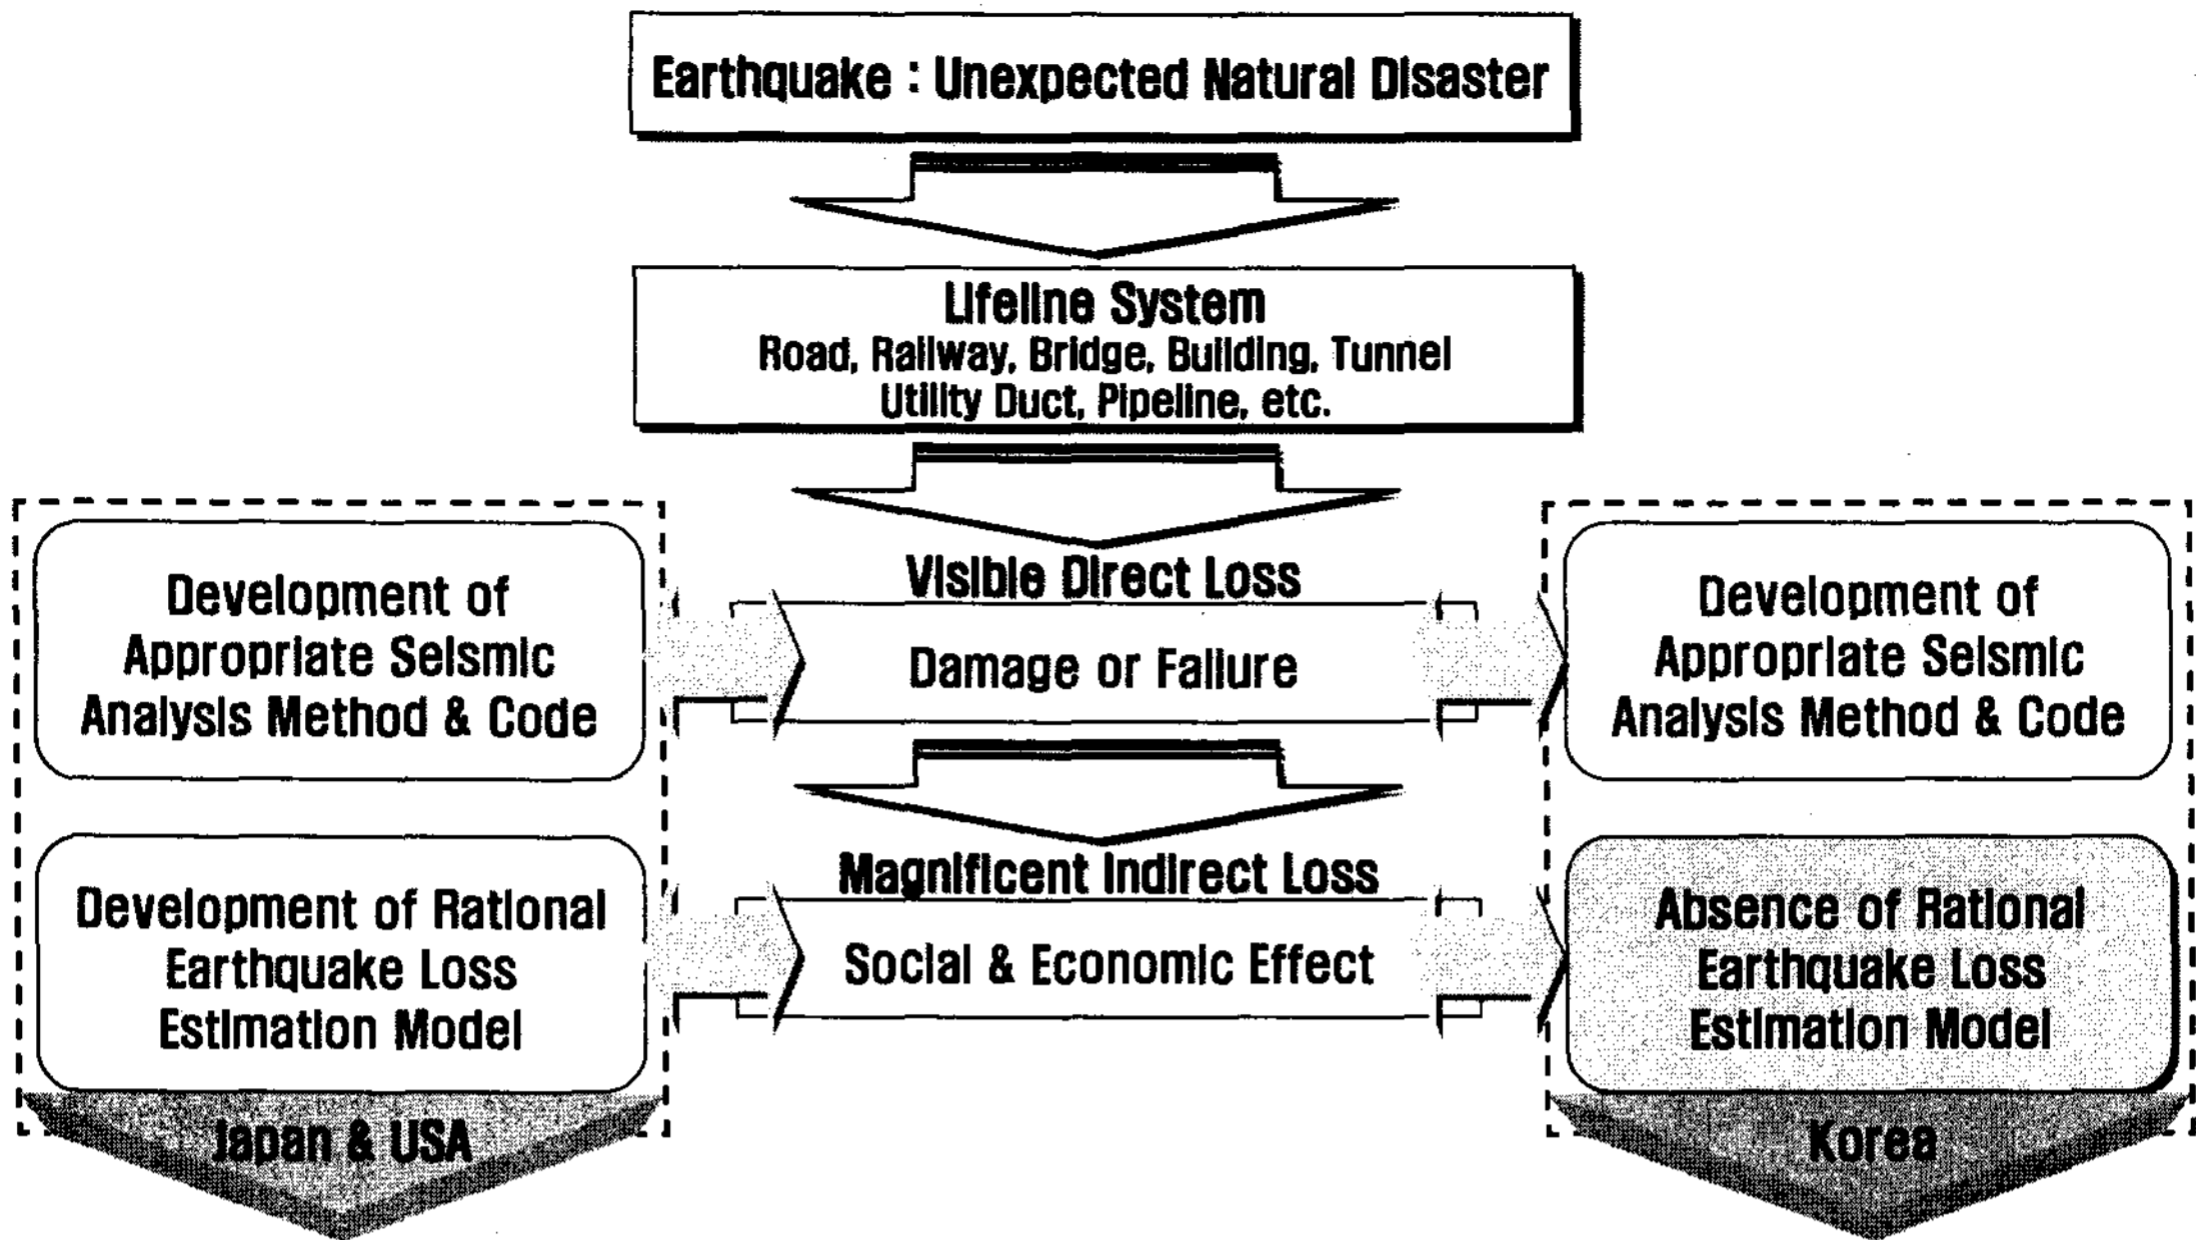 Earthquake : Unexpected Natural Disaster
Lifeline System
Road, Railway, Bridge, Building, Tunnel
Utility Duct, Pipeline, etc.
Development of
Appropriate Seismic
Analysis Method & Code
Visible Direct Loss
Damage or Failure
Development of
Appropriate Seismic
Analysis Method & Code
Development of Rational
Earthquake Loss
Estimation Model
Magnificent Indirect Loss
Social & Economic Effect
Absence of Rational
Earthquake Loss
Estimation Model
Japan & USA
Korea